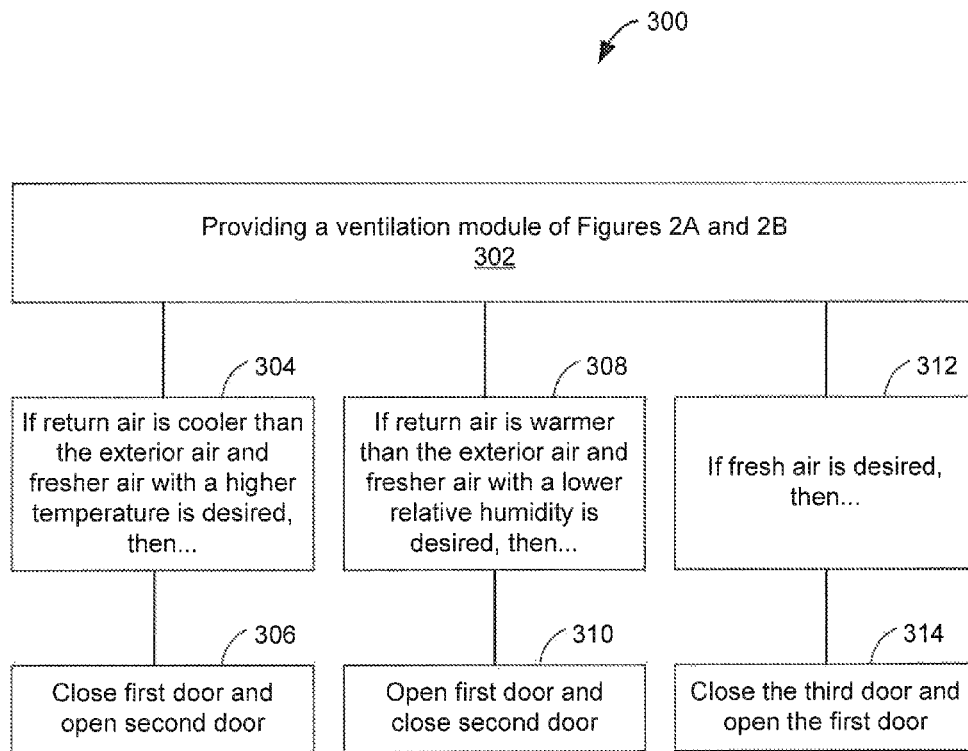 300
Providing a ventilation module of Figures 2A and 2B
302
304
If return air is cooler than
the exterior air and
fresher air with a higher
temperature is desired,
then...
308
If return air is warmer
than the exterior air and
fresher air with a lower
relative humidity is
desired, then...
312
If fresh air is desired,
then...
306
Close first door and
open second door
310
Open first door and
close second door
314
Close the third door and
open the first door